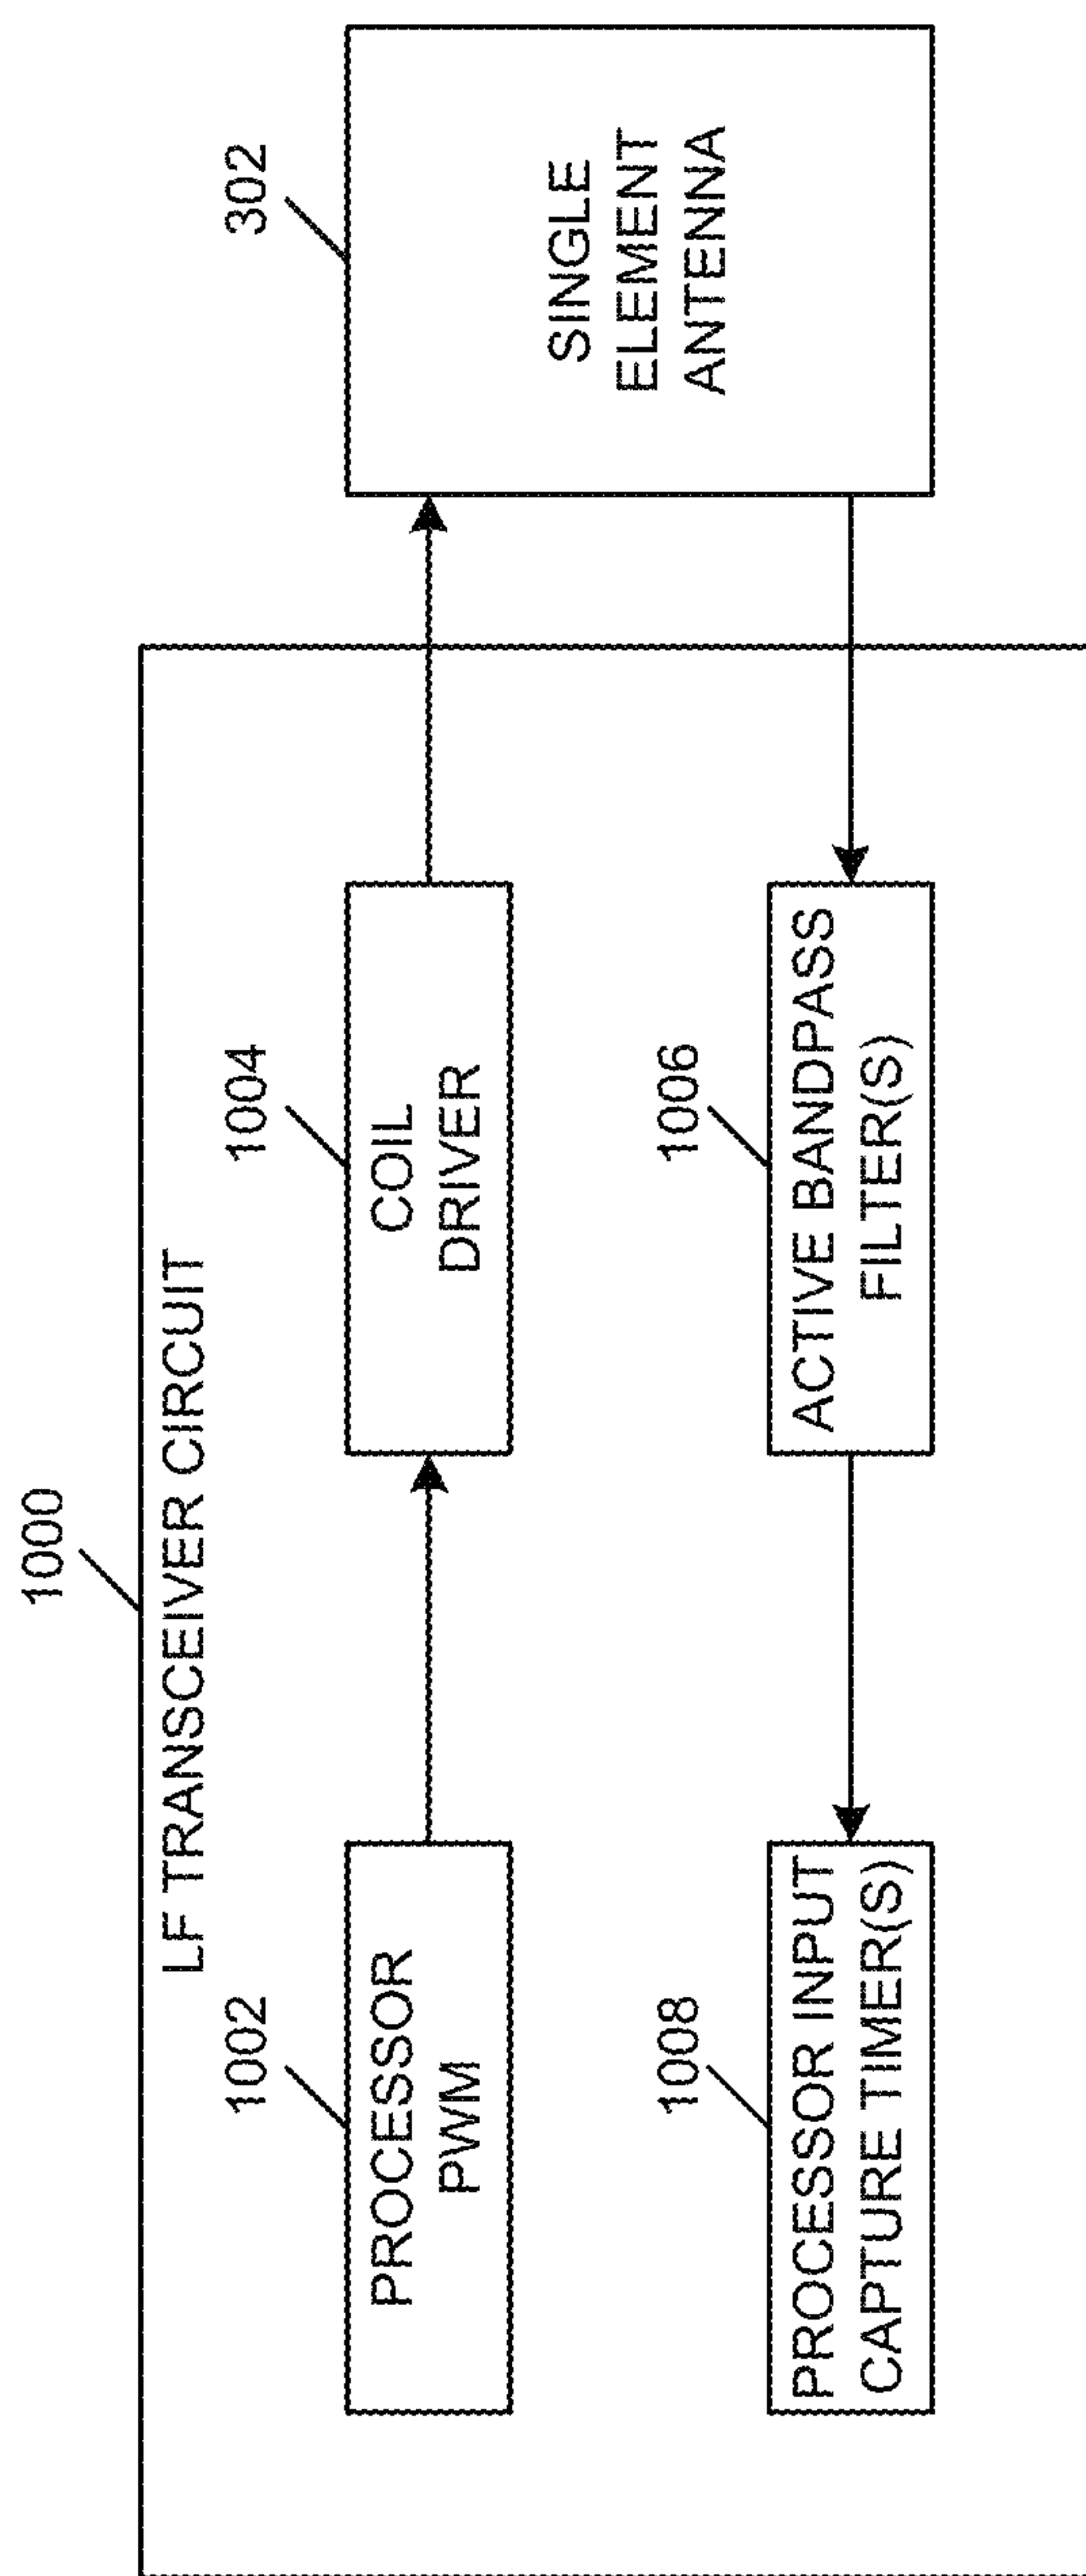 1000
LF TRANSCEIVER CIRCUIT
1002
PROCESSOR
PWM
1004
COIL
DRIVER
302
SINGLE
ELEMENT
ANTENNA
1008
PROCESSOR INPUT
CAPTURE TIMER(S)
1006
ACTIVE BANDPASS
FILTER(S)